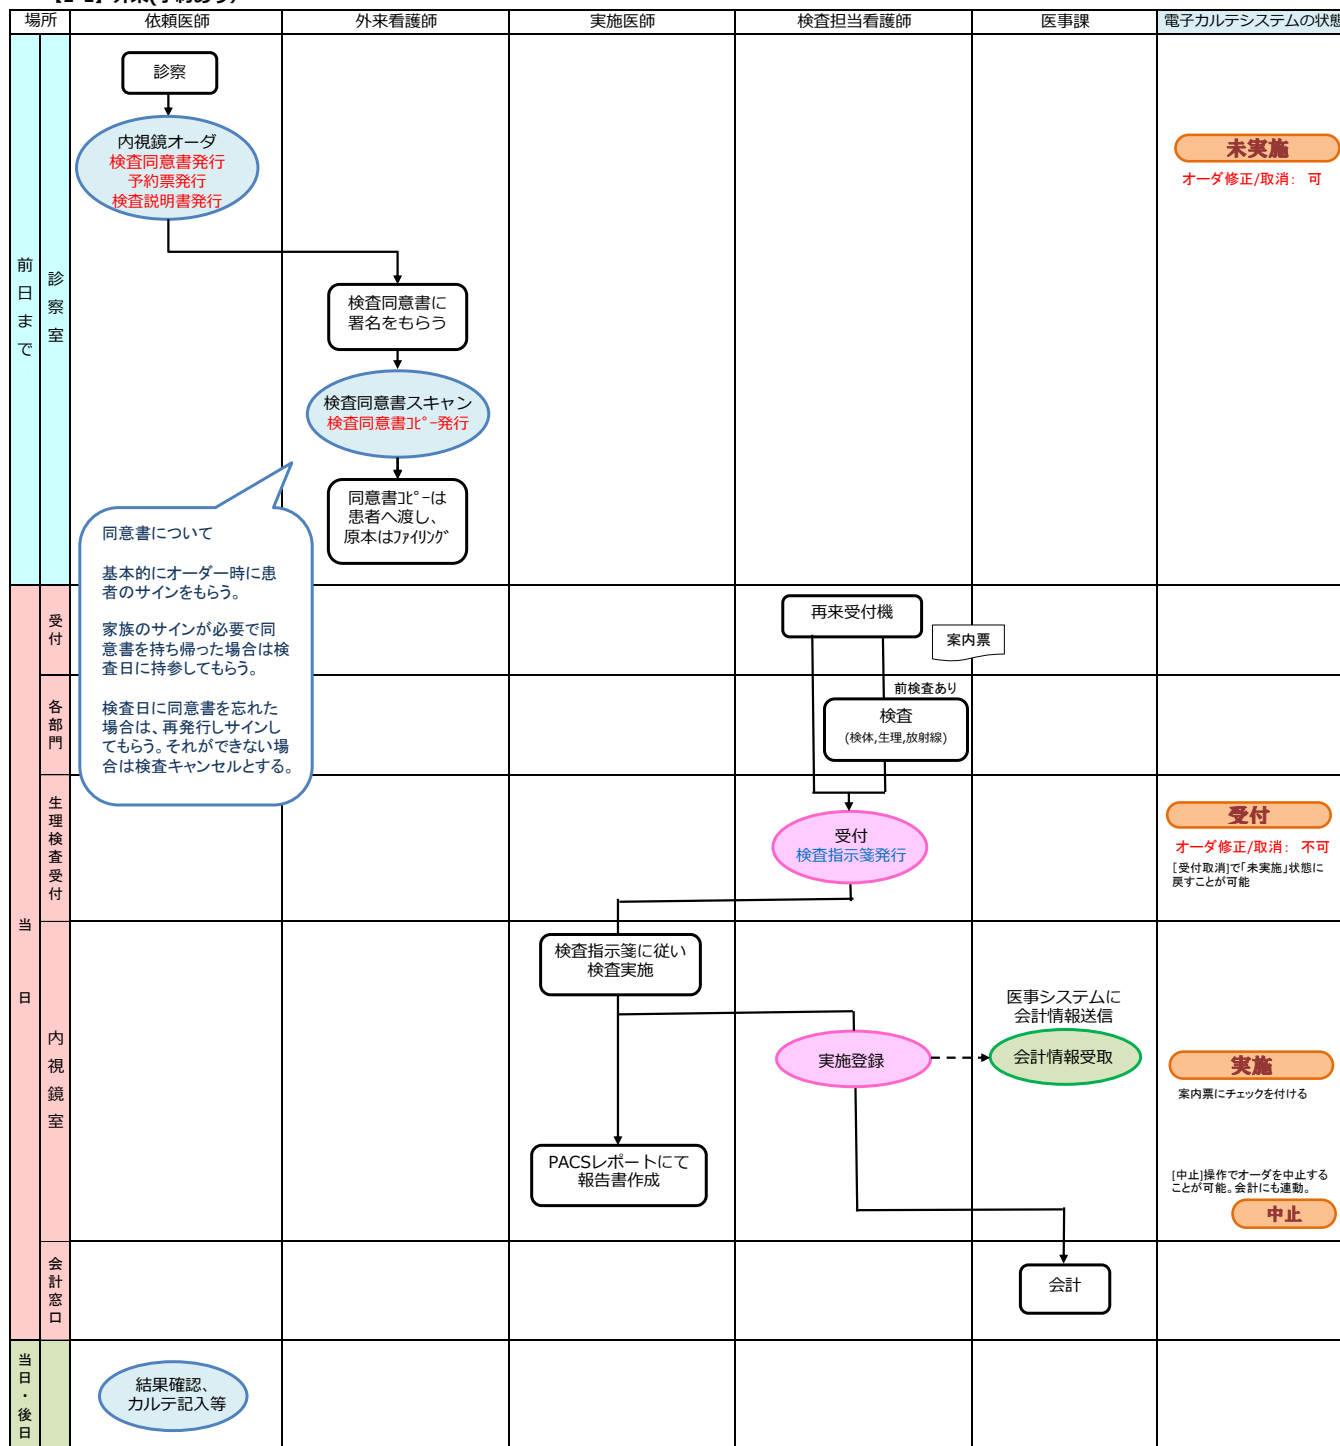 場所
依頼医師
外来看護師
実施医師
検査担当看護師
医事課
電子カルテシステムの状態
前日まで
診察室
診察
内視鏡オーダ
検査同意書発行
予約票発行
検査説明書発行
未実施
オーダ修正/取消: 可
検査同意書に
署名をもらう
検査同意書スキャン
検査同意書ｺﾋﾟｰ発行
同意書ｺﾋﾟｰは
患者へ渡し、
原本はﾌｧｲﾘﾝｸﾞ
同意書について
基本的にオーダー時に患
者のサインをもらう。
家族のサインが必要で同
意書を持ち帰った場合は検
査日に持参してもらう。
検査日に同意書を忘れた
場合は、再発行しサインし
てもらう。それができない場
合は検査キャンセルとする。
当日
受付
再来受付機
案内票
各部門
前検査あり
検査
(検体,生理,放射線)
生理検査受付
受付
検査指示箋発行
受付
オーダ修正/取消: 不可
[受付取消]で「未実施」状態に
戻すことが可能
内視鏡室
検査指示箋に従い
検査実施
医事システムに
会計情報送信
実施登録
会計情報受取
実施
案内票にチェックを付ける
PACSレポートにて
報告書作成
[中止]操作でオーダを中止する
ことが可能。会計にも連動。
中止
会計窓口
会計
当日・後日
結果確認、
カルテ記入等